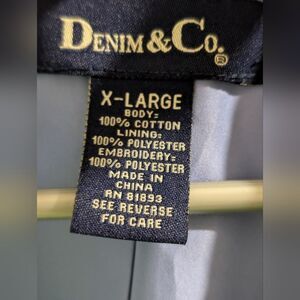 DENIM & CO.®
X-LARGE
BODY:
100% COTTON
LINING:
100% POLYESTER
EMBROIDERY:
100% POLYESTER
MADE IN
CHINA
RN 81893
SEE REVERSE
FOR CARE